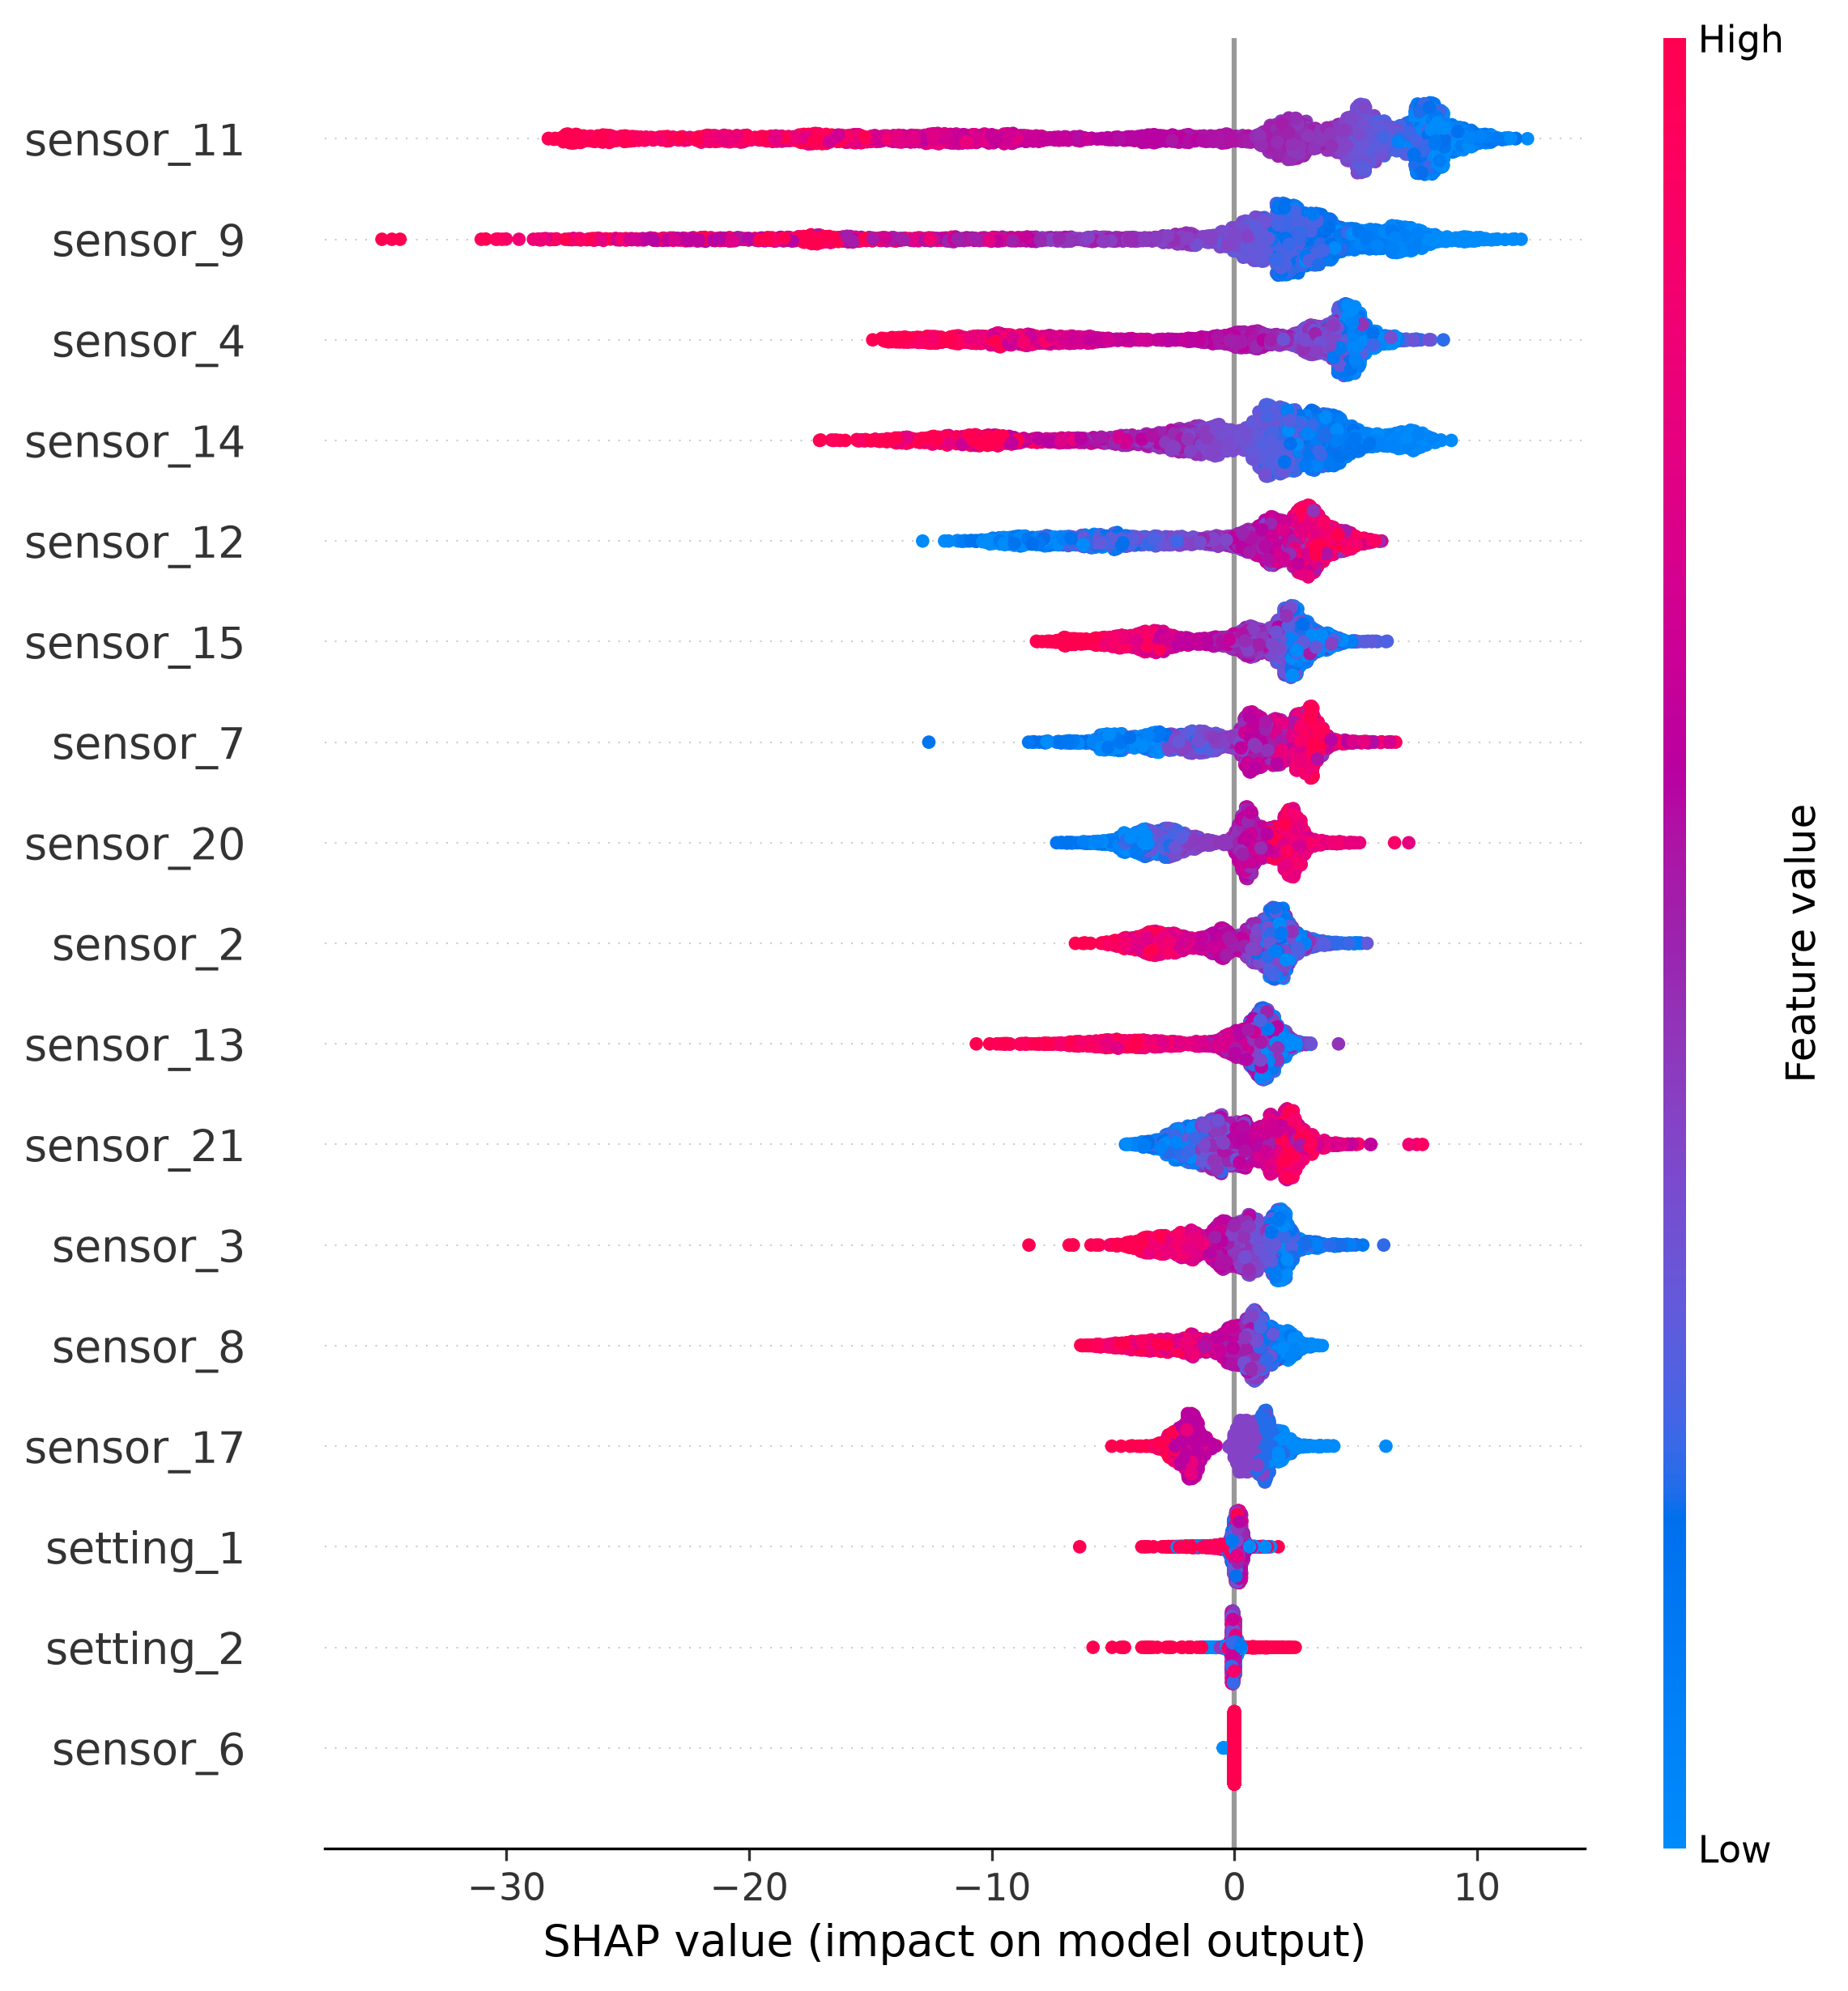 High
sensor_11
sensor_9
sensor_4
sensor_14
sensor_12
sensor_15
sensor_7
sensor_20
sensor_2
sensor_13
sensor_21
sensor_3
sensor_8
sensor_17
setting_1
setting_2
sensor_6
Feature value
Low
−30
−20
−10
0
10
SHAP value (impact on model output)